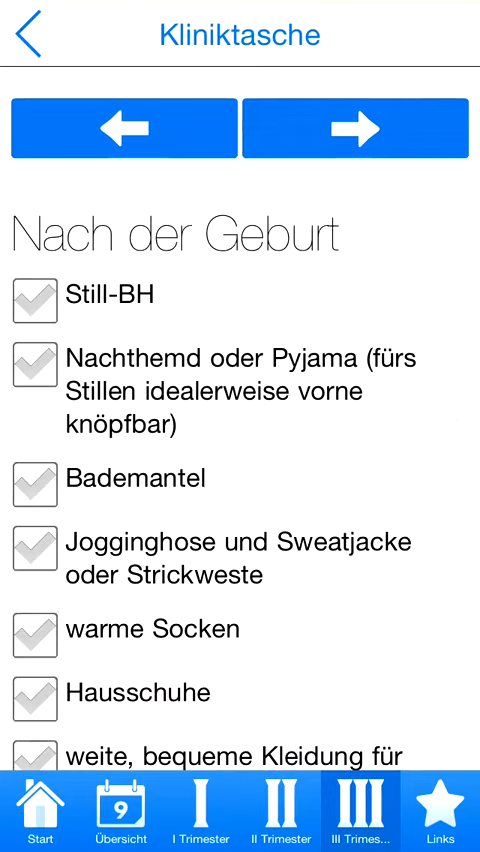 Kliniktasche
Nach der Geburt
Still-BH
Nachthemd oder Pyjama (fürs
Stillen idealerweise vorne
knöpfbar)
Bademantel
Jogginghose und Sweatjacke
oder Strickweste
warme Socken
Hausschuhe
weite, bequeme Kleidung für
9
Start
Übersicht
I Trimester
II Trimester
III Trimes...
Links